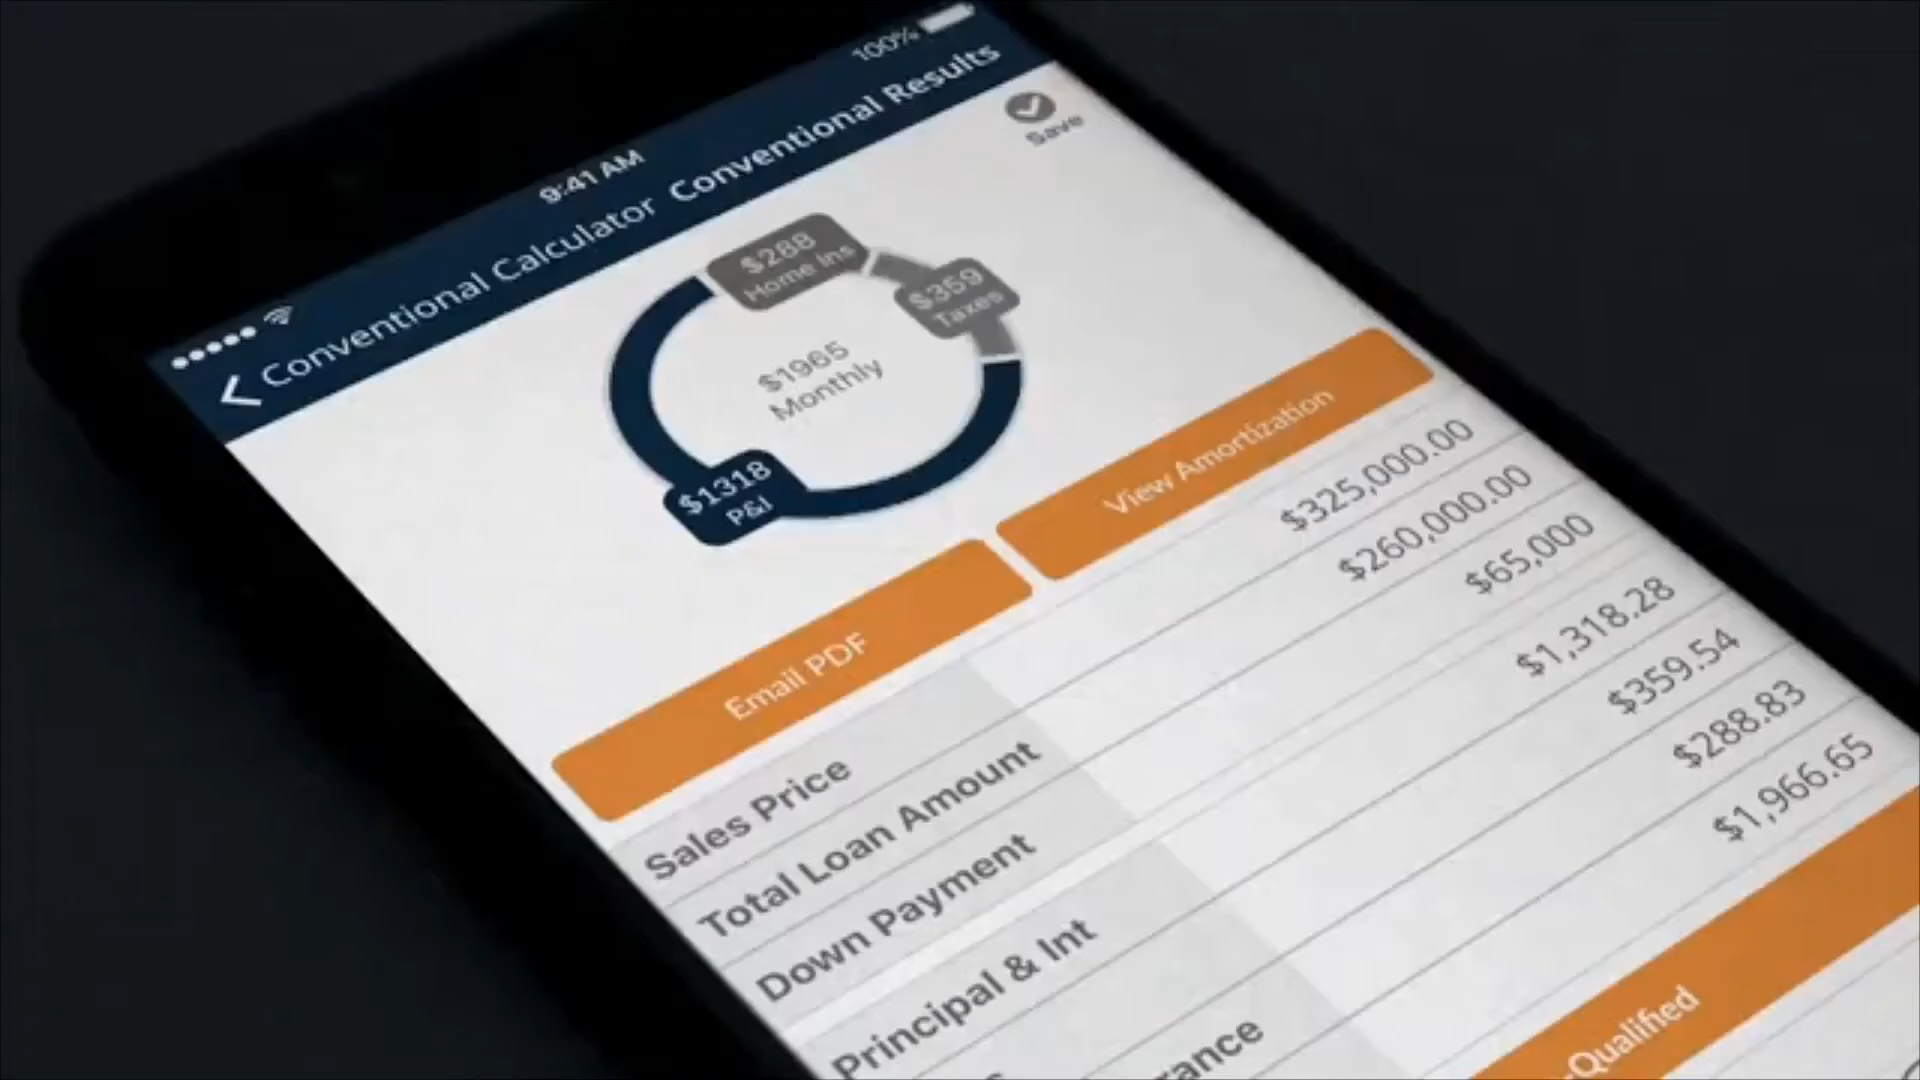 100%
9:41 AM
Conventional Calculator Conventional Results
Save
$288
Home Ins
$359
Taxes
$1965
Monthly
$1318
P&I
Email PDF
View Amortization
Sales Price $325,000.00
Total Loan Amount $260,000.00
Down Payment $65,000
Principal & Int $1,318.28
$359.54
rance $288.83
$1,966.65
-Qualified